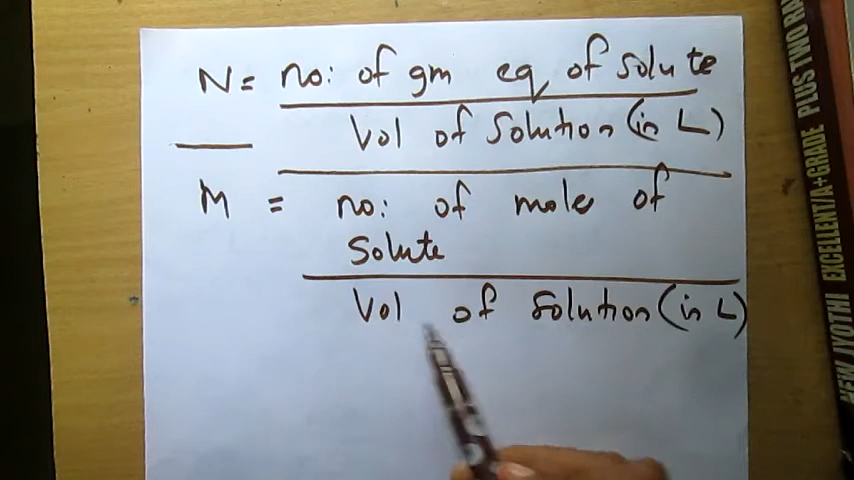 N = no: of gm eq of solute
Vol of Solution (in L)
M = no: of mole of
Solute
Vol of Solution (in L)
NEW JYOTHI EXCELLENT/A+GRADE PLUS TWO RA